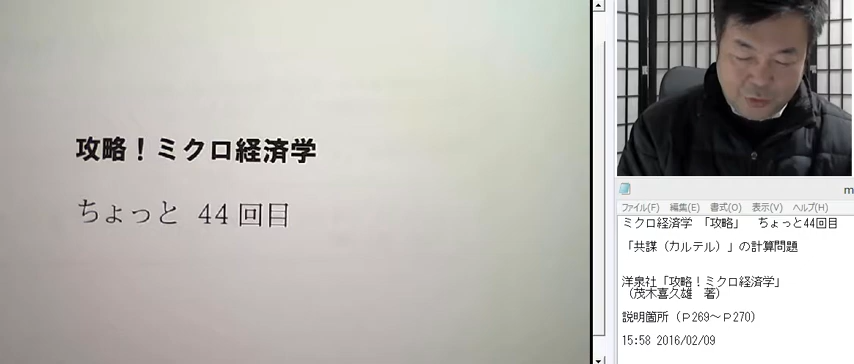 攻略！ミクロ経済学
ちょっと 44回目
m
ファイル(F) 編集(E) 書式(O) 表示(V) ヘルプ(H)
ミクロ経済学 「攻略」 ちょっと44回目
「共謀（カルテル）」の計算問題
洋泉社「攻略！ミクロ経済学」
（茂木喜久雄 著）
説明箇所（P269～P270）
15:58 2016/02/09